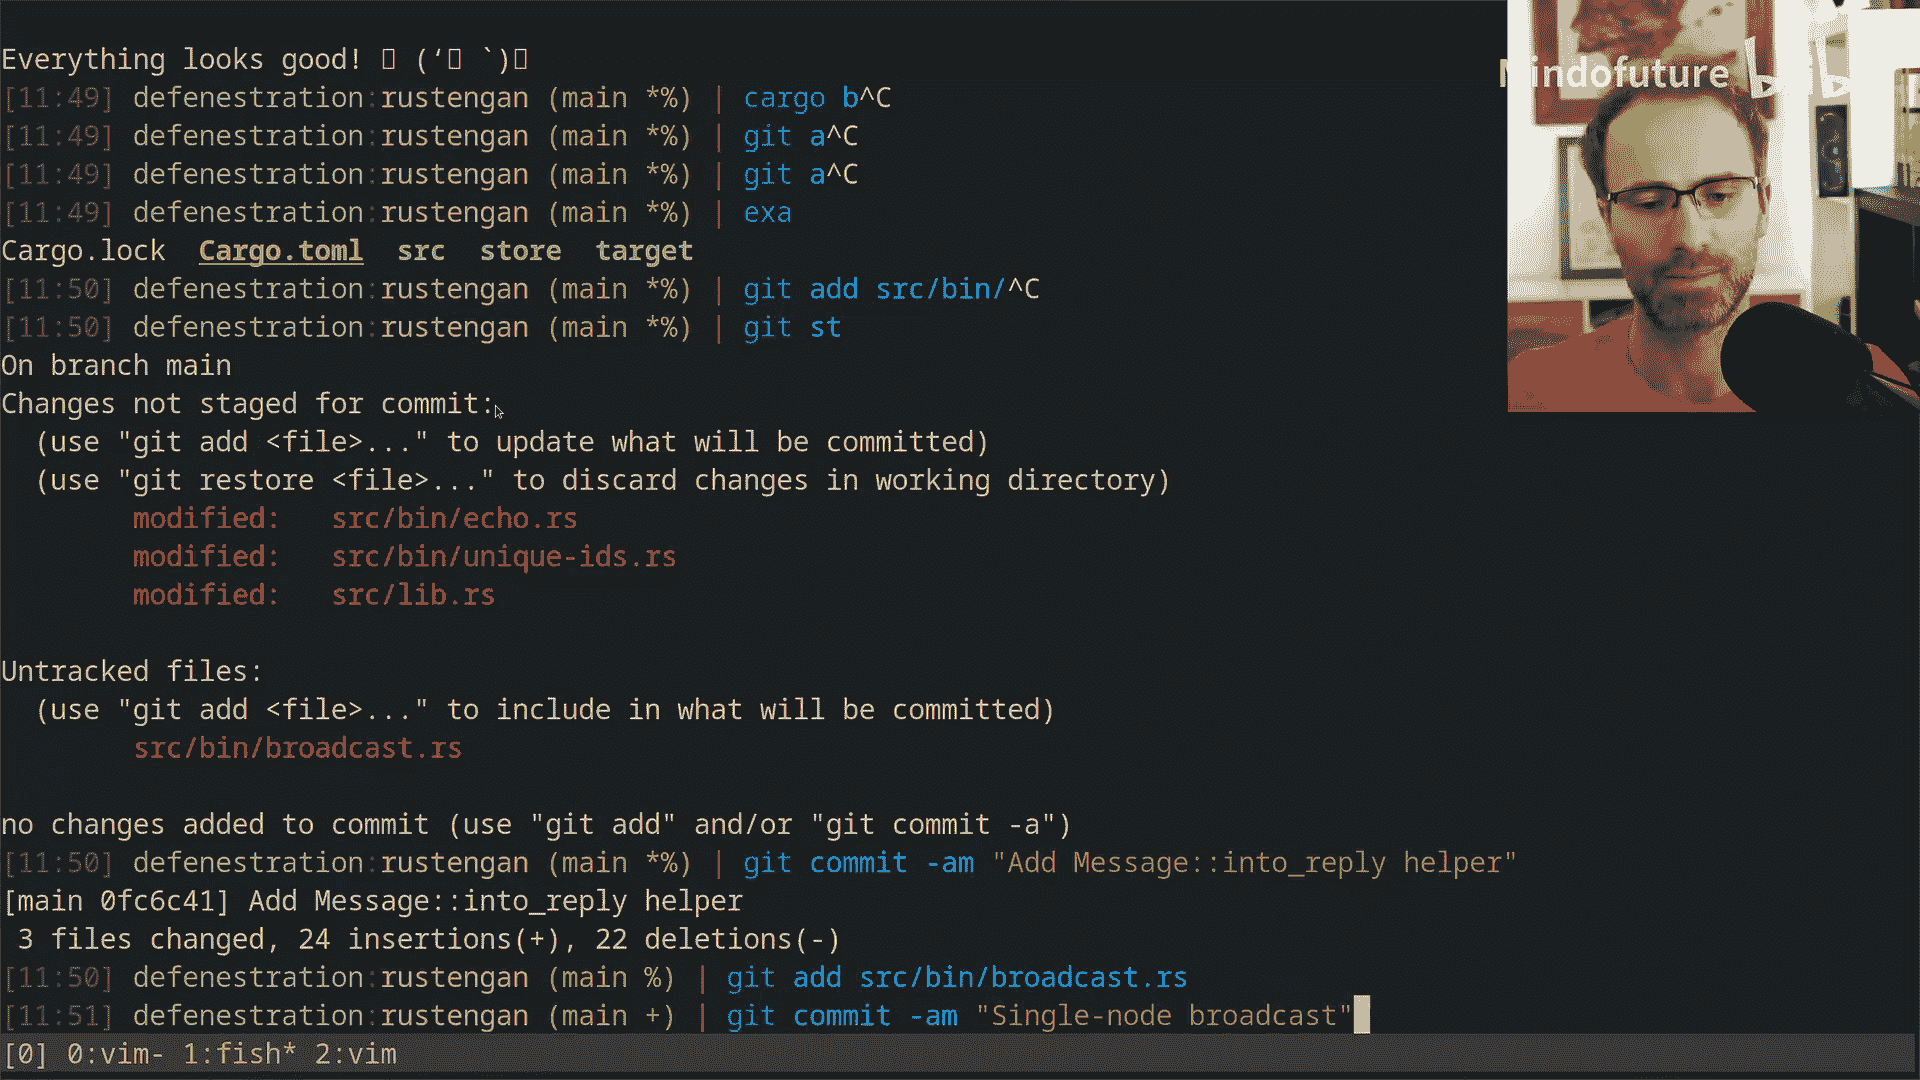 Everything looks good! (‘ `)
[11:49] defenestration:rustengan (main *%) | cargo b^C
[11:49] defenestration:rustengan (main *%) | git a^C
[11:49] defenestration:rustengan (main *%) | git a^C
[11:49] defenestration:rustengan (main *%) | exa
Cargo.lock  Cargo.toml  src  store  target
[11:50] defenestration:rustengan (main *%) | git add src/bin/^C
[11:50] defenestration:rustengan (main *%) | git st
On branch main
Changes not staged for commit:
  (use "git add <file>..." to update what will be committed)
  (use "git restore <file>..." to discard changes in working directory)
        modified:   src/bin/echo.rs
        modified:   src/bin/unique-ids.rs
        modified:   src/lib.rs
Untracked files:
  (use "git add <file>..." to include in what will be committed)
        src/bin/broadcast.rs
no changes added to commit (use "git add" and/or "git commit -a")
[11:50] defenestration:rustengan (main *%) | git commit -am "Add Message::into_reply helper"
[main 0fc6c41] Add Message::into_reply helper
 3 files changed, 24 insertions(+), 22 deletions(-)
[11:50] defenestration:rustengan (main %) | git add src/bin/broadcast.rs
[11:51] defenestration:rustengan (main +) | git commit -am "Single-node broadcast"
[0] 0:vim- 1:fish* 2:vim
Mindofuture